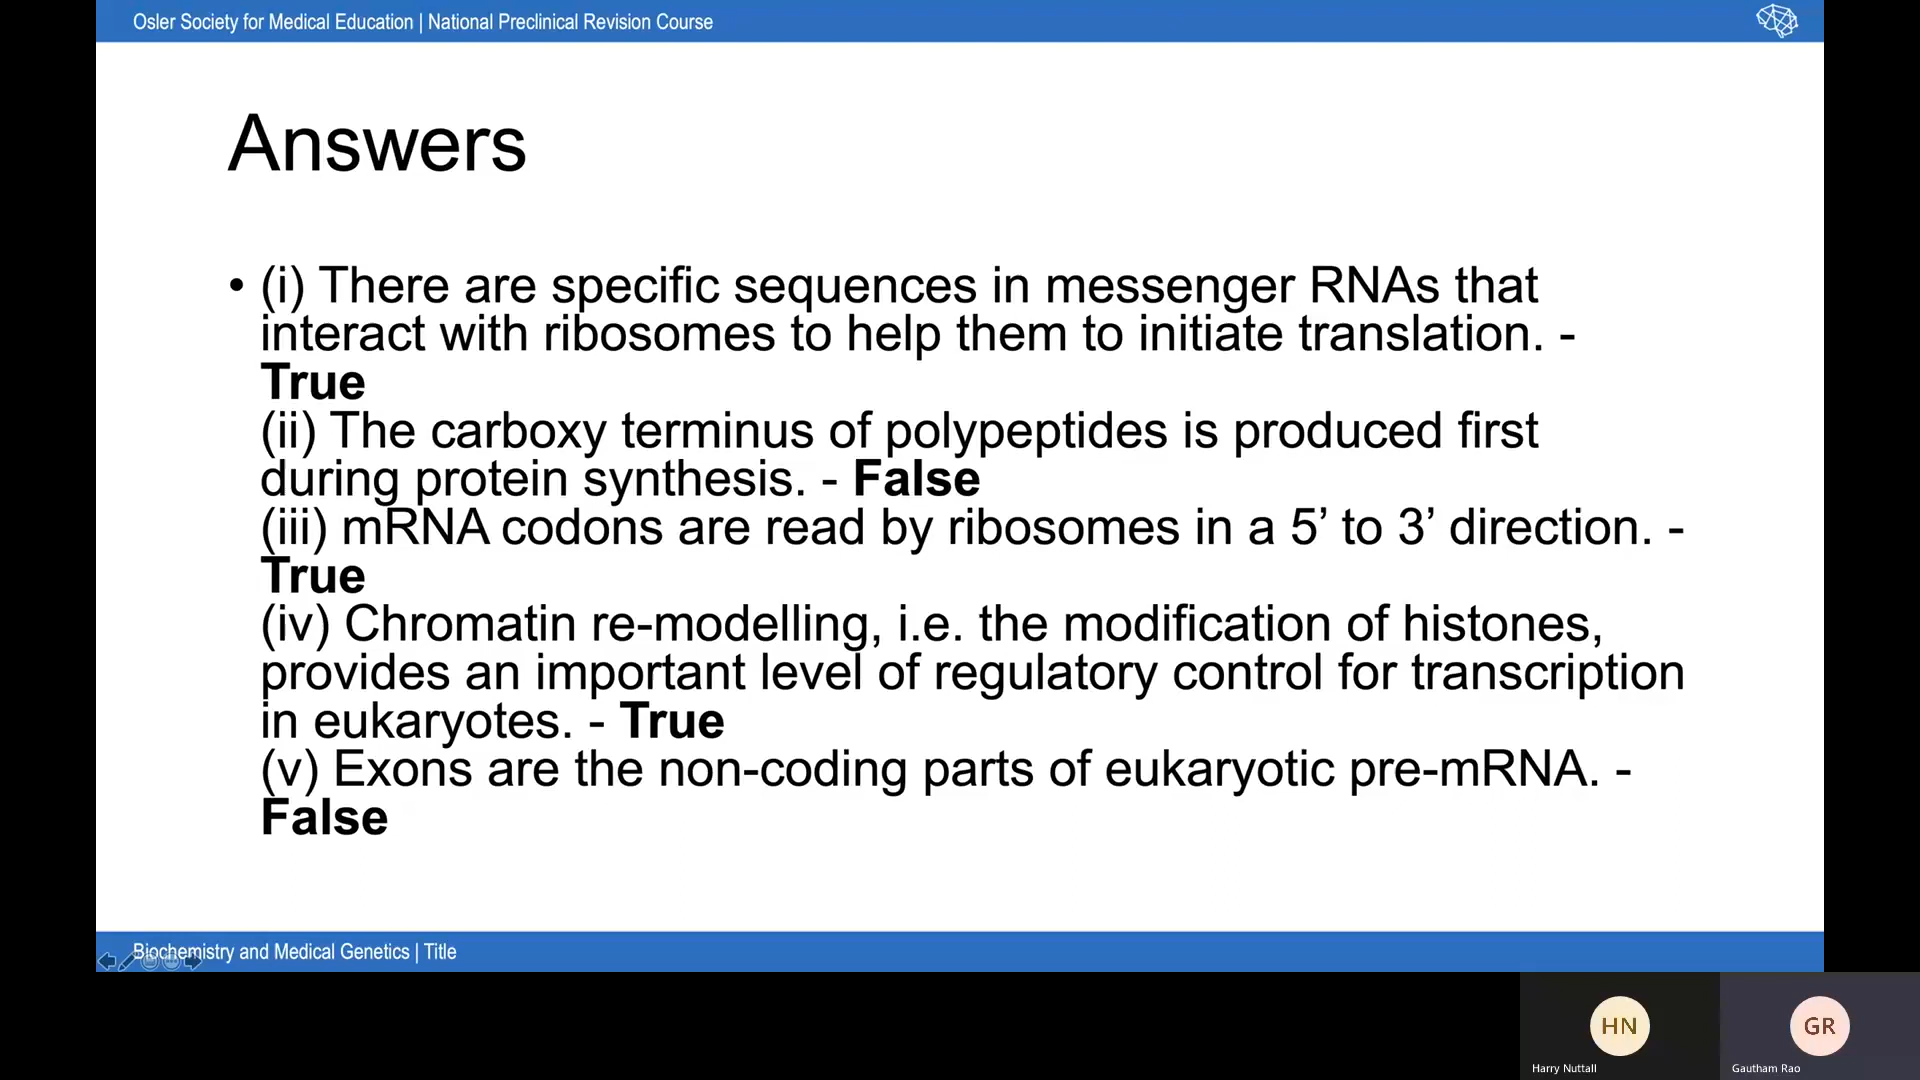 Osler Society for Medical Education | National Preclinical Revision Course
Answers
• (i) There are specific sequences in messenger RNAs that
interact with ribosomes to help them to initiate translation. -
True
(ii) The carboxy terminus of polypeptides is produced first
during protein synthesis. - False
(iii) mRNA codons are read by ribosomes in a 5’ to 3’ direction. -
True
(iv) Chromatin re-modelling, i.e. the modification of histones,
provides an important level of regulatory control for transcription
in eukaryotes. - True
(v) Exons are the non-coding parts of eukaryotic pre-mRNA. -
False
Biochemistry and Medical Genetics | Title
HN
GR
Harry Nuttall
Gautham Rao